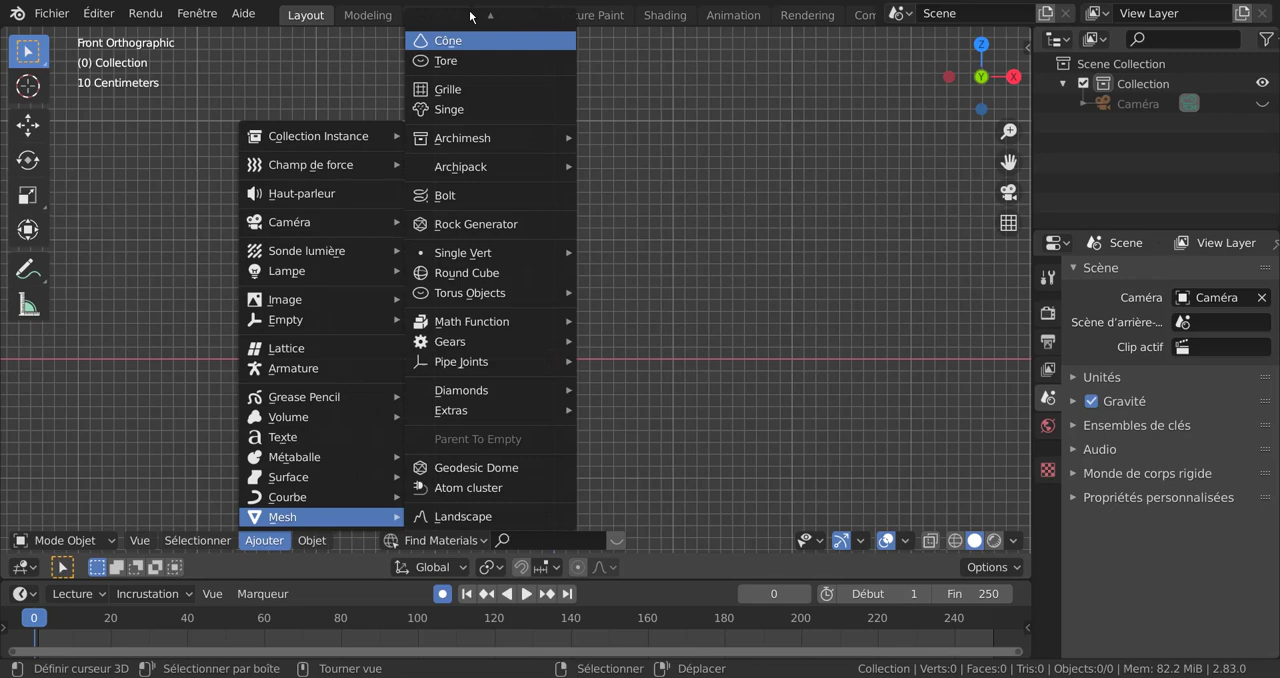 Fichier Éditer Rendu Fenêtre Aide Layout Modeling ure Paint Shading Animation Rendering Com Scene View Layer
Front Orthographic
(0) Collection
10 Centimeters
Collection Instance
Champ de force
Haut-parleur
Caméra
Sonde lumière
Lampe
Image
Empty
Lattice
Armature
Grease Pencil
Volume
Texte
Métaballe
Surface
Courbe
Mesh
Cône
Tore
Grille
Singe
Archimesh
Archipack
Bolt
Rock Generator
Single Vert
Round Cube
Torus Objects
Math Function
Gears
Pipe Joints
Diamonds
Extras
Parent To Empty
Geodesic Dome
Atom cluster
Landscape
Z
Y
X
Scene Collection
Collection
Caméra
Scene View Layer
Scène
Caméra Caméra
Scène d'arrière-...
Clip actif
Unités
Gravité
Ensembles de clés
Audio
Monde de corps rigide
Propriétés personnalisées
Mode Objet Vue Sélectionner Ajouter Objet Find Materials
Global Options
Lecture Incrustation Vue Marqueur 0 Début 1 Fin 250
0 20 40 60 80 100 120 140 160 180 200 220 240
Définir curseur 3D Sélectionner par boîte Tourner vue Sélectionner Déplacer Collection | Verts:0 | Faces:0 | Tris:0 | Objects:0/0 | Mem: 82.2 MiB | 2.83.0